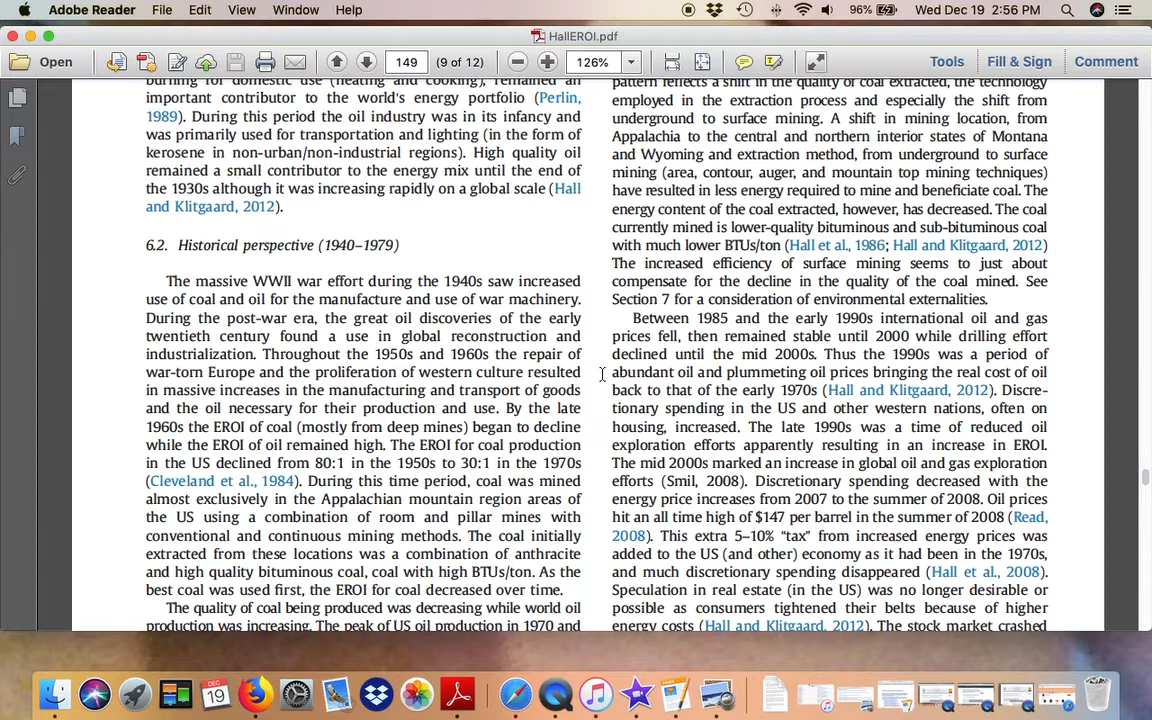 Adobe Reader File Edit View Window Help 96% Wed Dec 19 2:56 PM
HallEROI.pdf
Open 149 (9 of 12) 126% Tools Fill & Sign Comment
burning for domestic use (heating and cooking), remained an
important contributor to the world's energy portfolio (Perlin,
1989). During this period the oil industry was in its infancy and
was primarily used for transportation and lighting (in the form of
kerosene in non-urban/non-industrial regions). High quality oil
remained a small contributor to the energy mix until the end of
the 1930s although it was increasing rapidly on a global scale (Hall
and Klitgaard, 2012).
6.2. Historical perspective (1940–1979)
The massive WWII war effort during the 1940s saw increased
use of coal and oil for the manufacture and use of war machinery.
During the post-war era, the great oil discoveries of the early
twentieth century found a use in global reconstruction and
industrialization. Throughout the 1950s and 1960s the repair of
war-torn Europe and the proliferation of western culture resulted
in massive increases in the manufacturing and transport of goods
and the oil necessary for their production and use. By the late
1960s the EROI of coal (mostly from deep mines) began to decline
while the EROI of oil remained high. The EROI for coal production
in the US declined from 80:1 in the 1950s to 30:1 in the 1970s
(Cleveland et al., 1984). During this time period, coal was mined
almost exclusively in the Appalachian mountain region areas of
the US using a combination of room and pillar mines with
conventional and continuous mining methods. The coal initially
extracted from these locations was a combination of anthracite
and high quality bituminous coal, coal with high BTUs/ton. As the
best coal was used first, the EROI for coal decreased over time.
The quality of coal being produced was decreasing while world oil
production was increasing. The peak of US oil production in 1970 and
pattern reflects a shift in the quality of coal extracted, the technology
employed in the extraction process and especially the shift from
underground to surface mining. A shift in mining location, from
Appalachia to the central and northern interior states of Montana
and Wyoming and extraction method, from underground to surface
mining (area, contour, auger, and mountain top mining techniques)
have resulted in less energy required to mine and beneficiate coal. The
energy content of the coal extracted, however, has decreased. The coal
currently mined is lower-quality bituminous and sub-bituminous coal
with much lower BTUs/ton (Hall et al., 1986; Hall and Klitgaard, 2012)
The increased efficiency of surface mining seems to just about
compensate for the decline in the quality of the coal mined. See
Section 7 for a consideration of environmental externalities.
Between 1985 and the early 1990s international oil and gas
prices fell, then remained stable until 2000 while drilling effort
declined until the mid 2000s. Thus the 1990s was a period of
abundant oil and plummeting oil prices bringing the real cost of oil
back to that of the early 1970s (Hall and Klitgaard, 2012). Discre-
tionary spending in the US and other western nations, often on
housing, increased. The late 1990s was a time of reduced oil
exploration efforts apparently resulting in an increase in EROI.
The mid 2000s marked an increase in global oil and gas exploration
efforts (Smil, 2008). Discretionary spending decreased with the
energy price increases from 2007 to the summer of 2008. Oil prices
hit an all time high of $147 per barrel in the summer of 2008 (Read,
2008). This extra 5–10% “tax” from increased energy prices was
added to the US (and other) economy as it had been in the 1970s,
and much discretionary spending disappeared (Hall et al., 2008).
Speculation in real estate (in the US) was no longer desirable or
possible as consumers tightened their belts because of higher
energy costs (Hall and Klitgaard, 2012). The stock market crashed
DEC
19